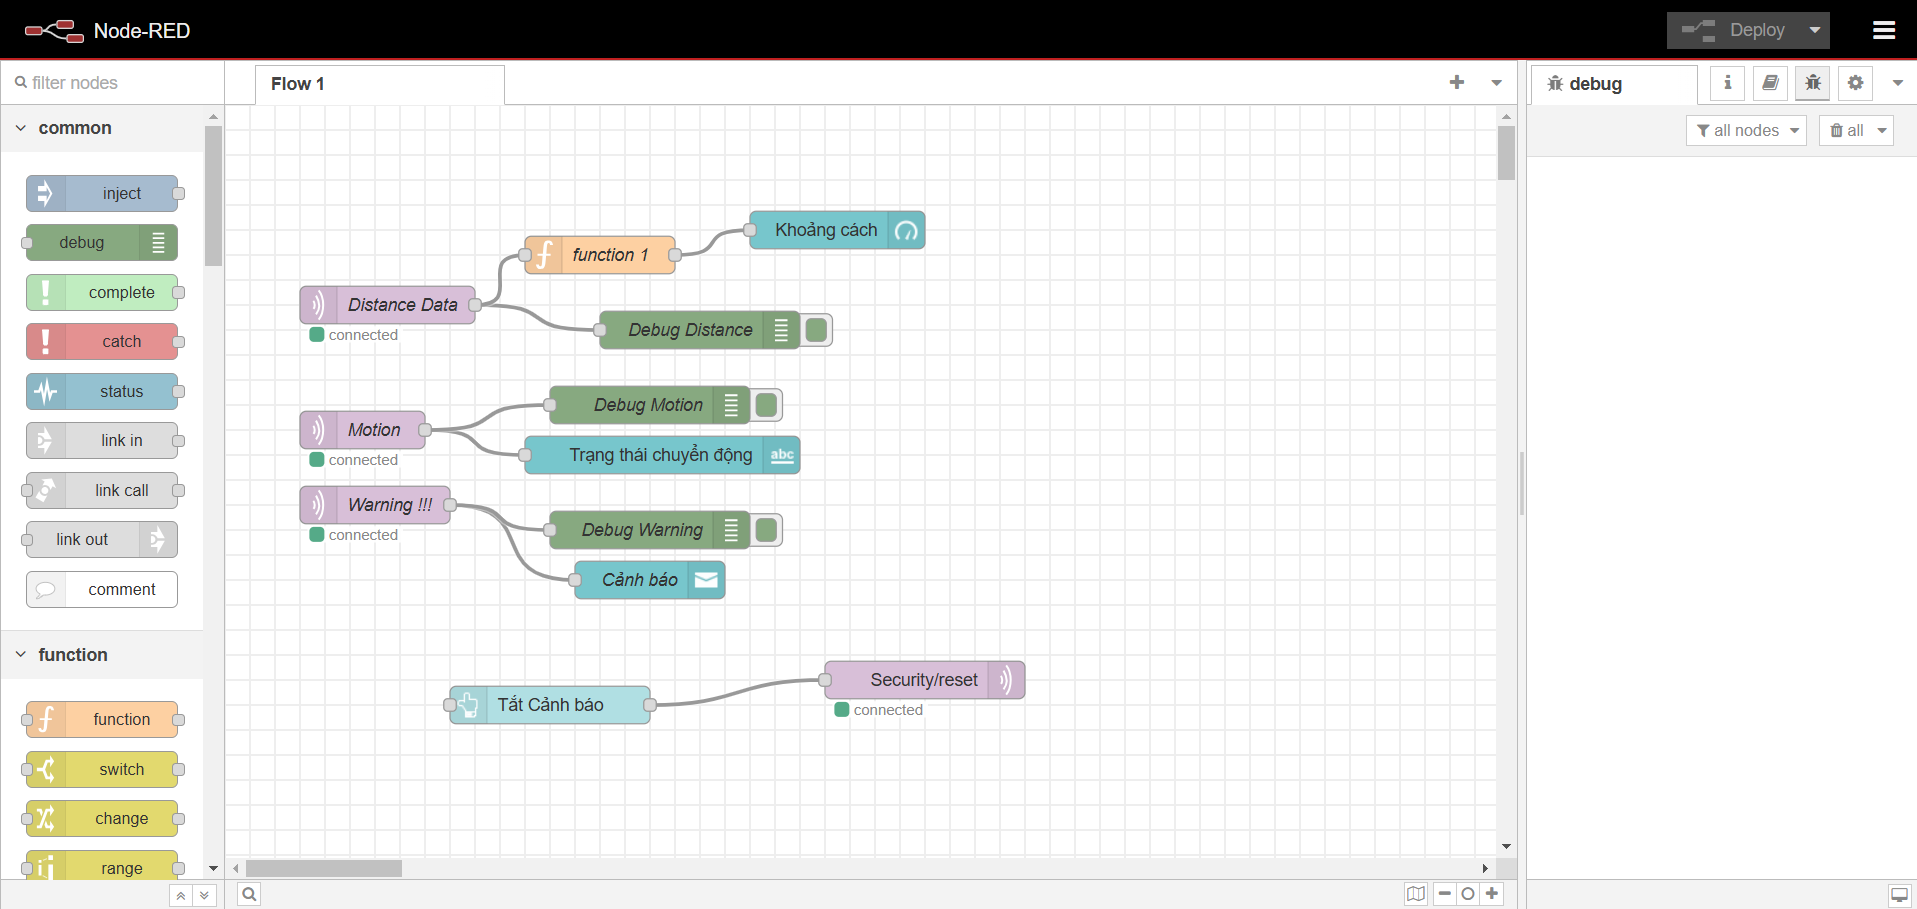 Node-RED
Deploy
filter nodes
Flow 1
debug
all nodes
all
common
inject
debug
complete
catch
status
link in
link call
link out
comment
function
function
switch
change
range
Khoảng cách
function 1
Distance Data
connected
Debug Distance
Debug Motion
Motion
connected
Trạng thái chuyển động
abc
Warning !!!
connected
Debug Warning
Cảnh báo
Security/reset
connected
Tắt Cảnh báo